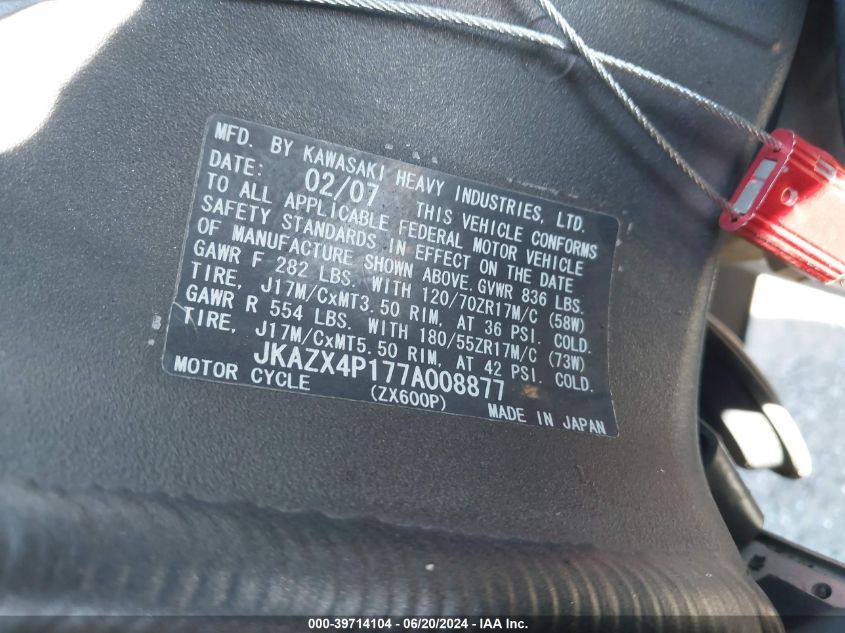 MFD. BY KAWASAKI HEAVY INDUSTRIES, LTD.
DATE: 02/07 THIS VEHICLE CONFORMS
TO ALL APPLICABLE FEDERAL MOTOR VEHICLE
SAFETY STANDARDS IN EFFECT ON THE DATE
OF MANUFACTURE SHOWN ABOVE. GVWR 836 LBS.
GAWR F 282 LBS. WITH 120/70ZR17M/C (58W)
TIRE, J17M/CxMT3.50 RIM, AT 36 PSI. COLD.
GAWR R 554 LBS. WITH 180/55ZR17M/C (73W)
TIRE, J17M/CxMT5.50 RIM, AT 42 PSI. COLD.
JKAZX4P177A008877
MOTOR CYCLE (ZX600P) MADE IN JAPAN
000-39714104 - 06/20/2024 - IAA Inc.